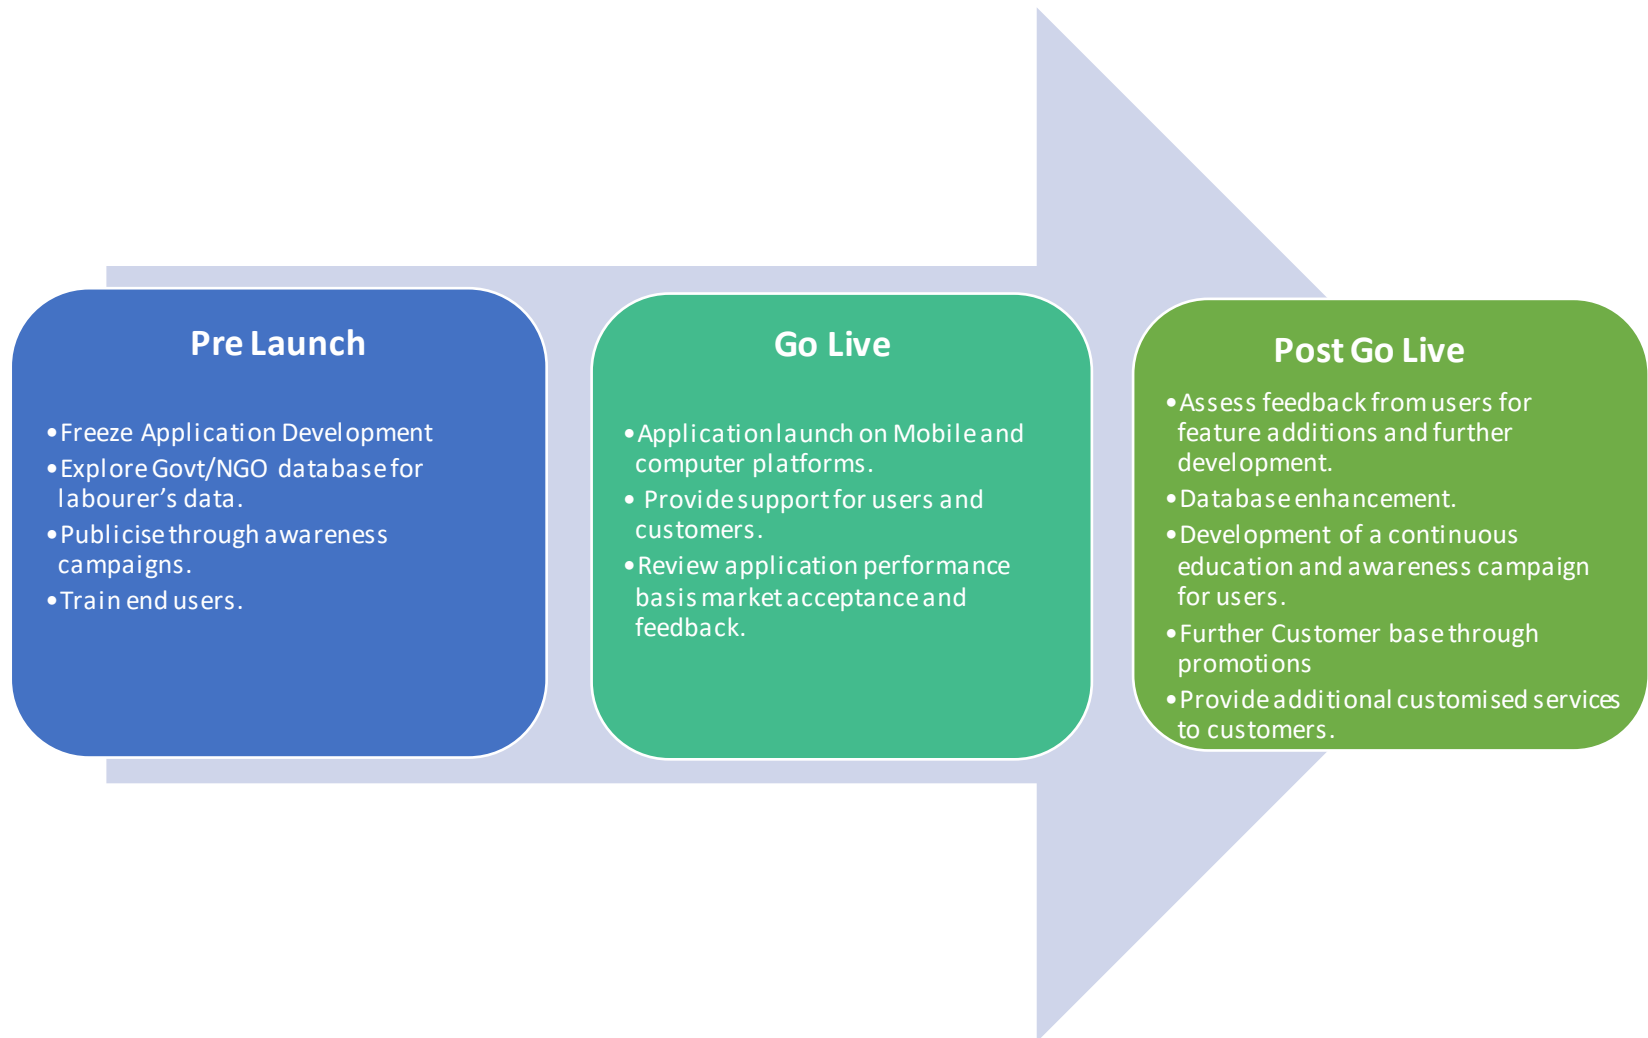 Pre Launch
•Freeze Application Development
•Explore Govt/NGO database for
labourer’s data.
•Publicise through awareness
campaigns.
•Train end users.
Go Live
•Application launch on Mobile and
computer platforms.
• Provide support for users and
customers.
•Review application performance
basis market acceptance and
feedback.
Post Go Live
•Assess feedback from users for
feature additions and further
development.
•Database enhancement.
•Development of a continuous
education and awareness campaign
for users.
•Further Customer base through
promotions
•Provide additional customised services
to customers.